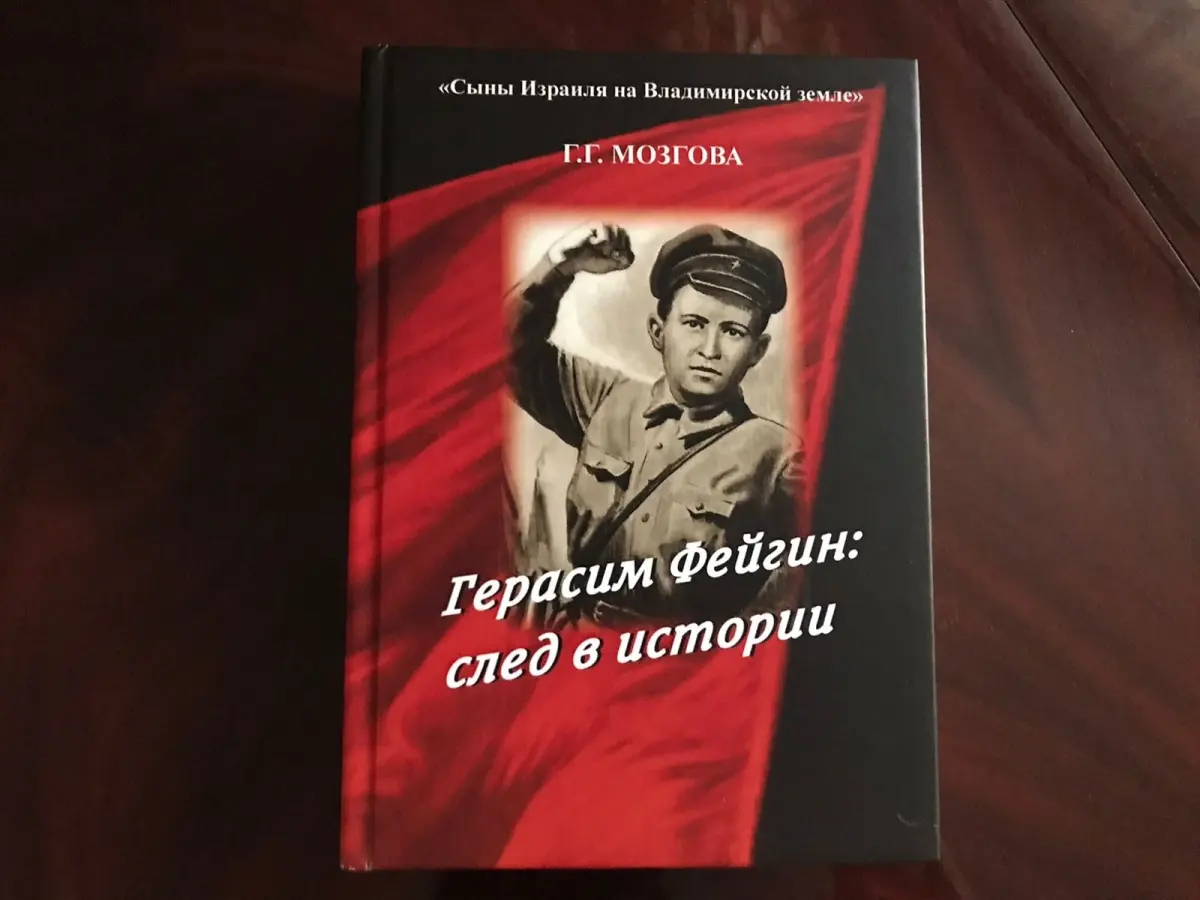 «Сыны Израиля на Владимирской земле»
Г.Г. МОЗГОВА
Герасим Фейгин:
след в истории